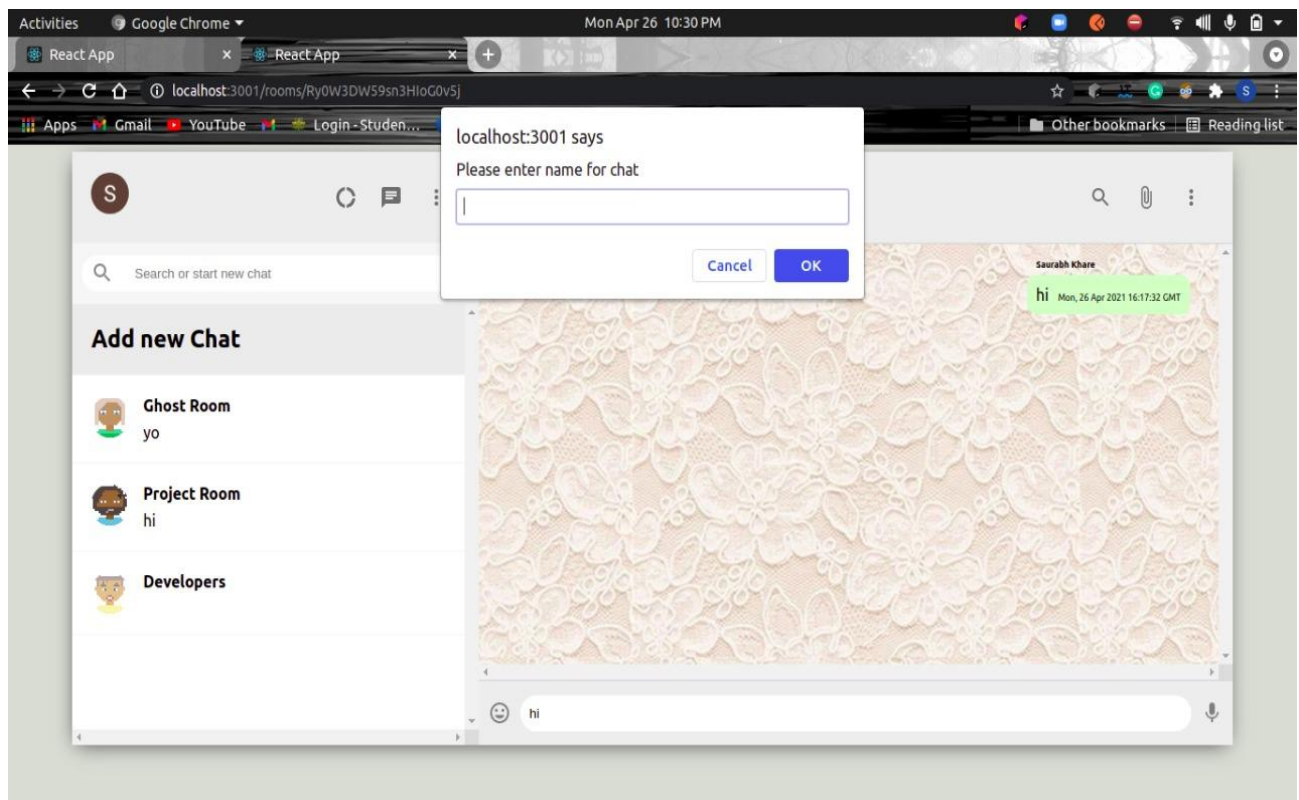 Activities Google Chrome Mon Apr 26 10:30 PM
React App React App
localhost:3001/rooms/Ry0W3DW59sn3HIoG0v5j S
Apps Gmail YouTube Login - Studen... Other bookmarks Reading list
localhost:3001 says
Please enter name for chat
Cancel OK
S
Search or start new chat
Add new Chat
Ghost Room
yo
Project Room
hi
Developers
Saurabh Khare
hi Mon, 26 Apr 2021 16:17:32 GMT
hi